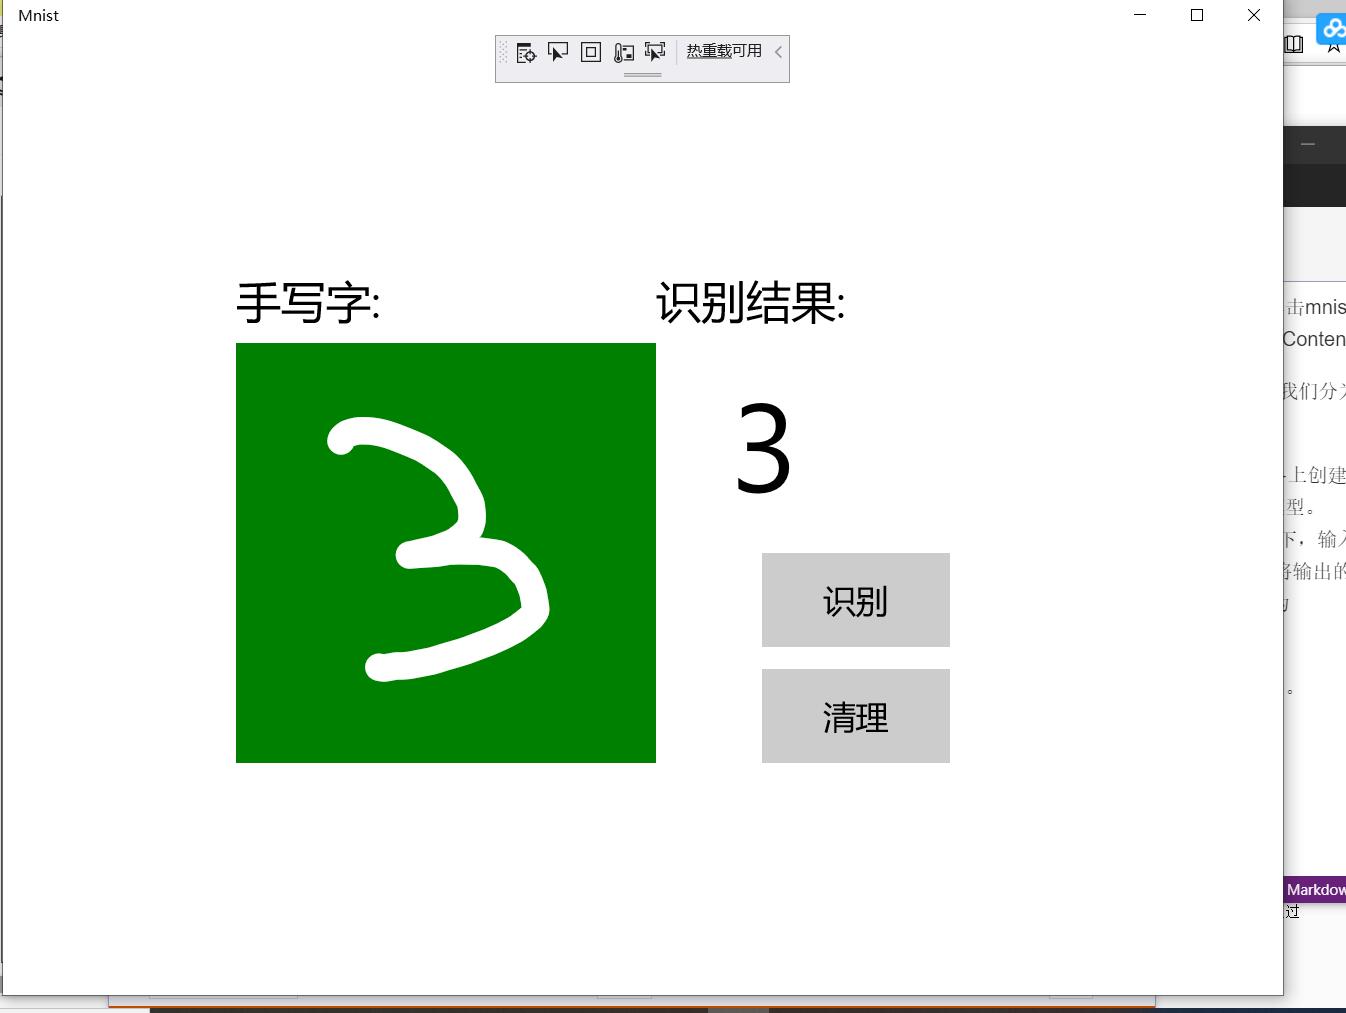 Mnist
热重载可用
手写字:
识别结果:
3
3
识别
清理
击mnis
Conten
我们分
上创建
型。
下，输
将输出的
。
Markdow
过